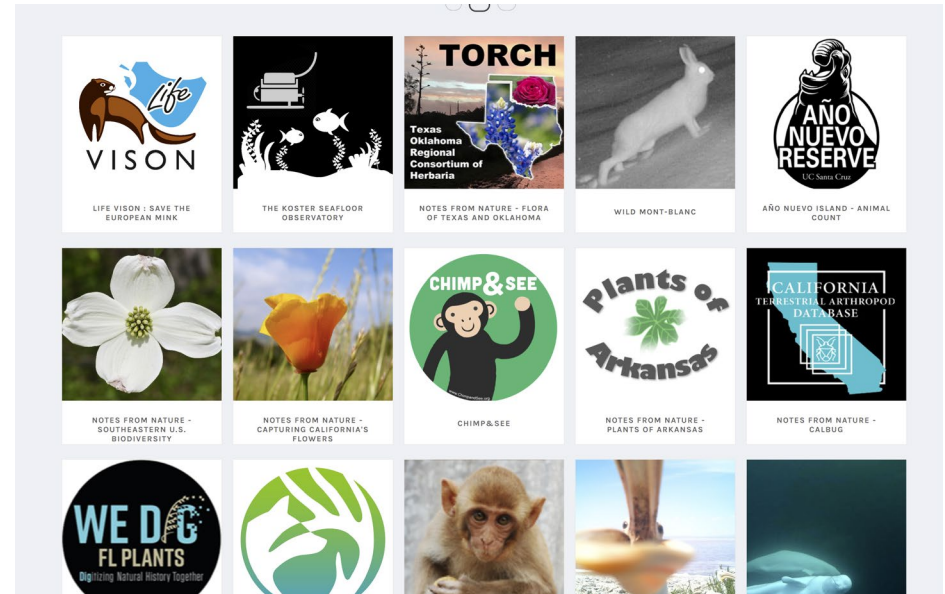 Life
VISON
LIFE VISON : SAVE THE
EUROPEAN MINK
THE KOSTER SEAFLOOR
OBSERVATORY
TORCH
Texas
Oklahoma
Regional
Consortium of
Herbaria
NOTES FROM NATURE - FLORA
OF TEXAS AND OKLAHOMA
WILD MONT-BLANC
AÑO
NUEVO
RESERVE
UC Santa Cruz
AÑO NUEVO ISLAND - ANIMAL
COUNT
NOTES FROM NATURE -
SOUTHEASTERN U.S.
BIODIVERSITY
NOTES FROM NATURE -
CAPTURING CALIFORNIA'S
FLOWERS
CHIMP&SEE
www.ChimpandSee.org
CHIMP&SEE
Plants of
Arkansas
NOTES FROM NATURE -
PLANTS OF ARKANSAS
CALIFORNIA
TERRESTRIAL ARTHROPOD
DATABASE
NOTES FROM NATURE -
CALBUG
WE DIG
FL PLANTS
Digitizing Natural History Together